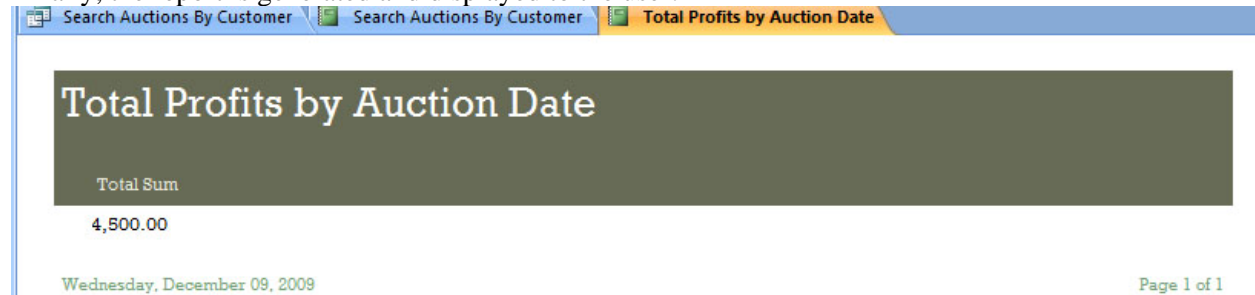 Search Auctions By Customer Search Auctions By Customer Total Profits by Auction Date
Total Profits by Auction Date
Total Sum
4,500.00
Wednesday, December 09, 2009 Page 1 of 1